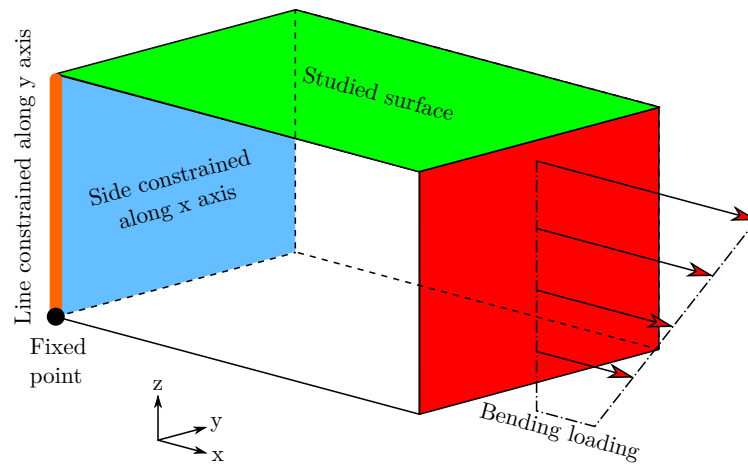 Line constrained along y axis
Studied surface
Side constrained
along x axis
Fixed
point
z
y
x
Bending loading